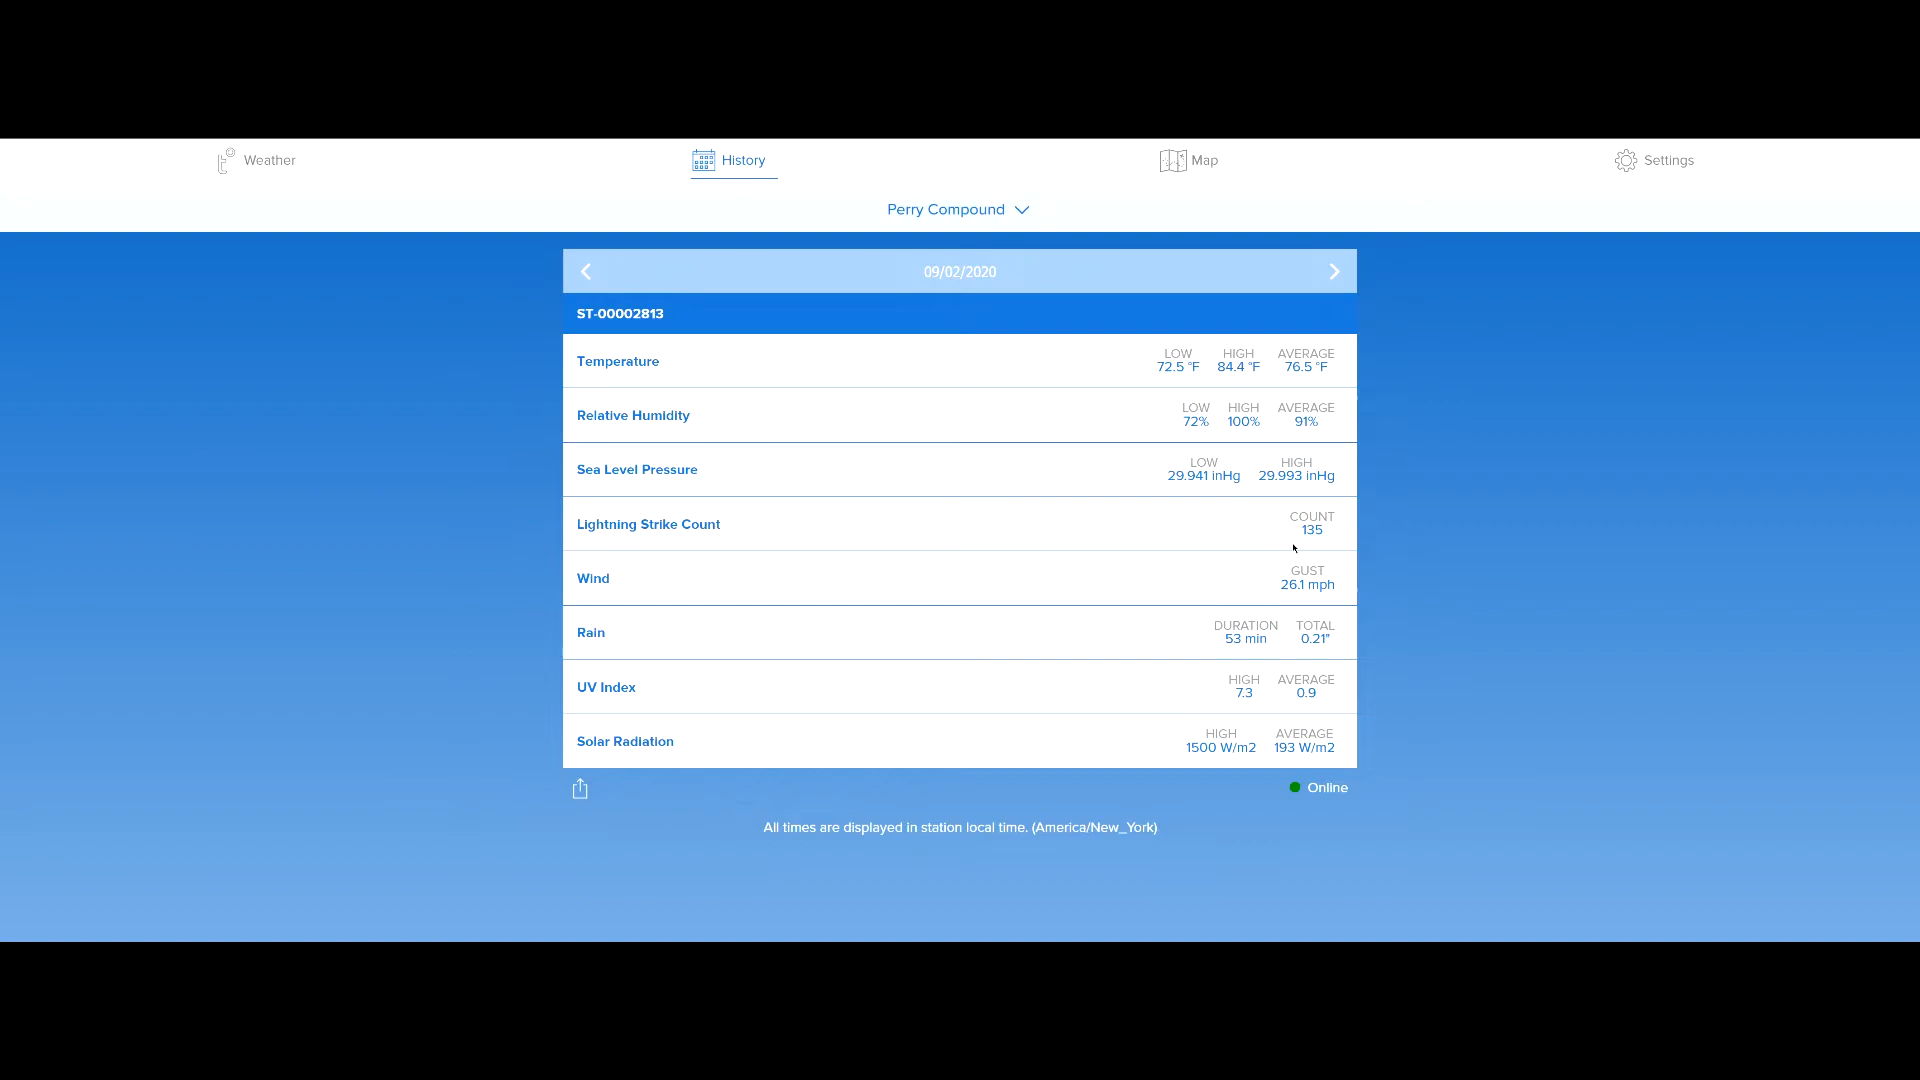 Weather
History
Map
Settings
Perry Compound
09/02/2020
ST-00002813
Temperature
LOW HIGH AVERAGE
72.5 °F 84.4 °F 76.5 °F
Relative Humidity
LOW HIGH AVERAGE
72% 100% 91%
Sea Level Pressure
LOW HIGH
29.941 inHg 29.993 inHg
Lightning Strike Count
COUNT
135
Wind
GUST
26.1 mph
Rain
DURATION TOTAL
53 min 0.21"
UV Index
HIGH AVERAGE
7.3 0.9
Solar Radiation
HIGH AVERAGE
1500 W/m2 193 W/m2
Online
All times are displayed in station local time. (America/New_York)